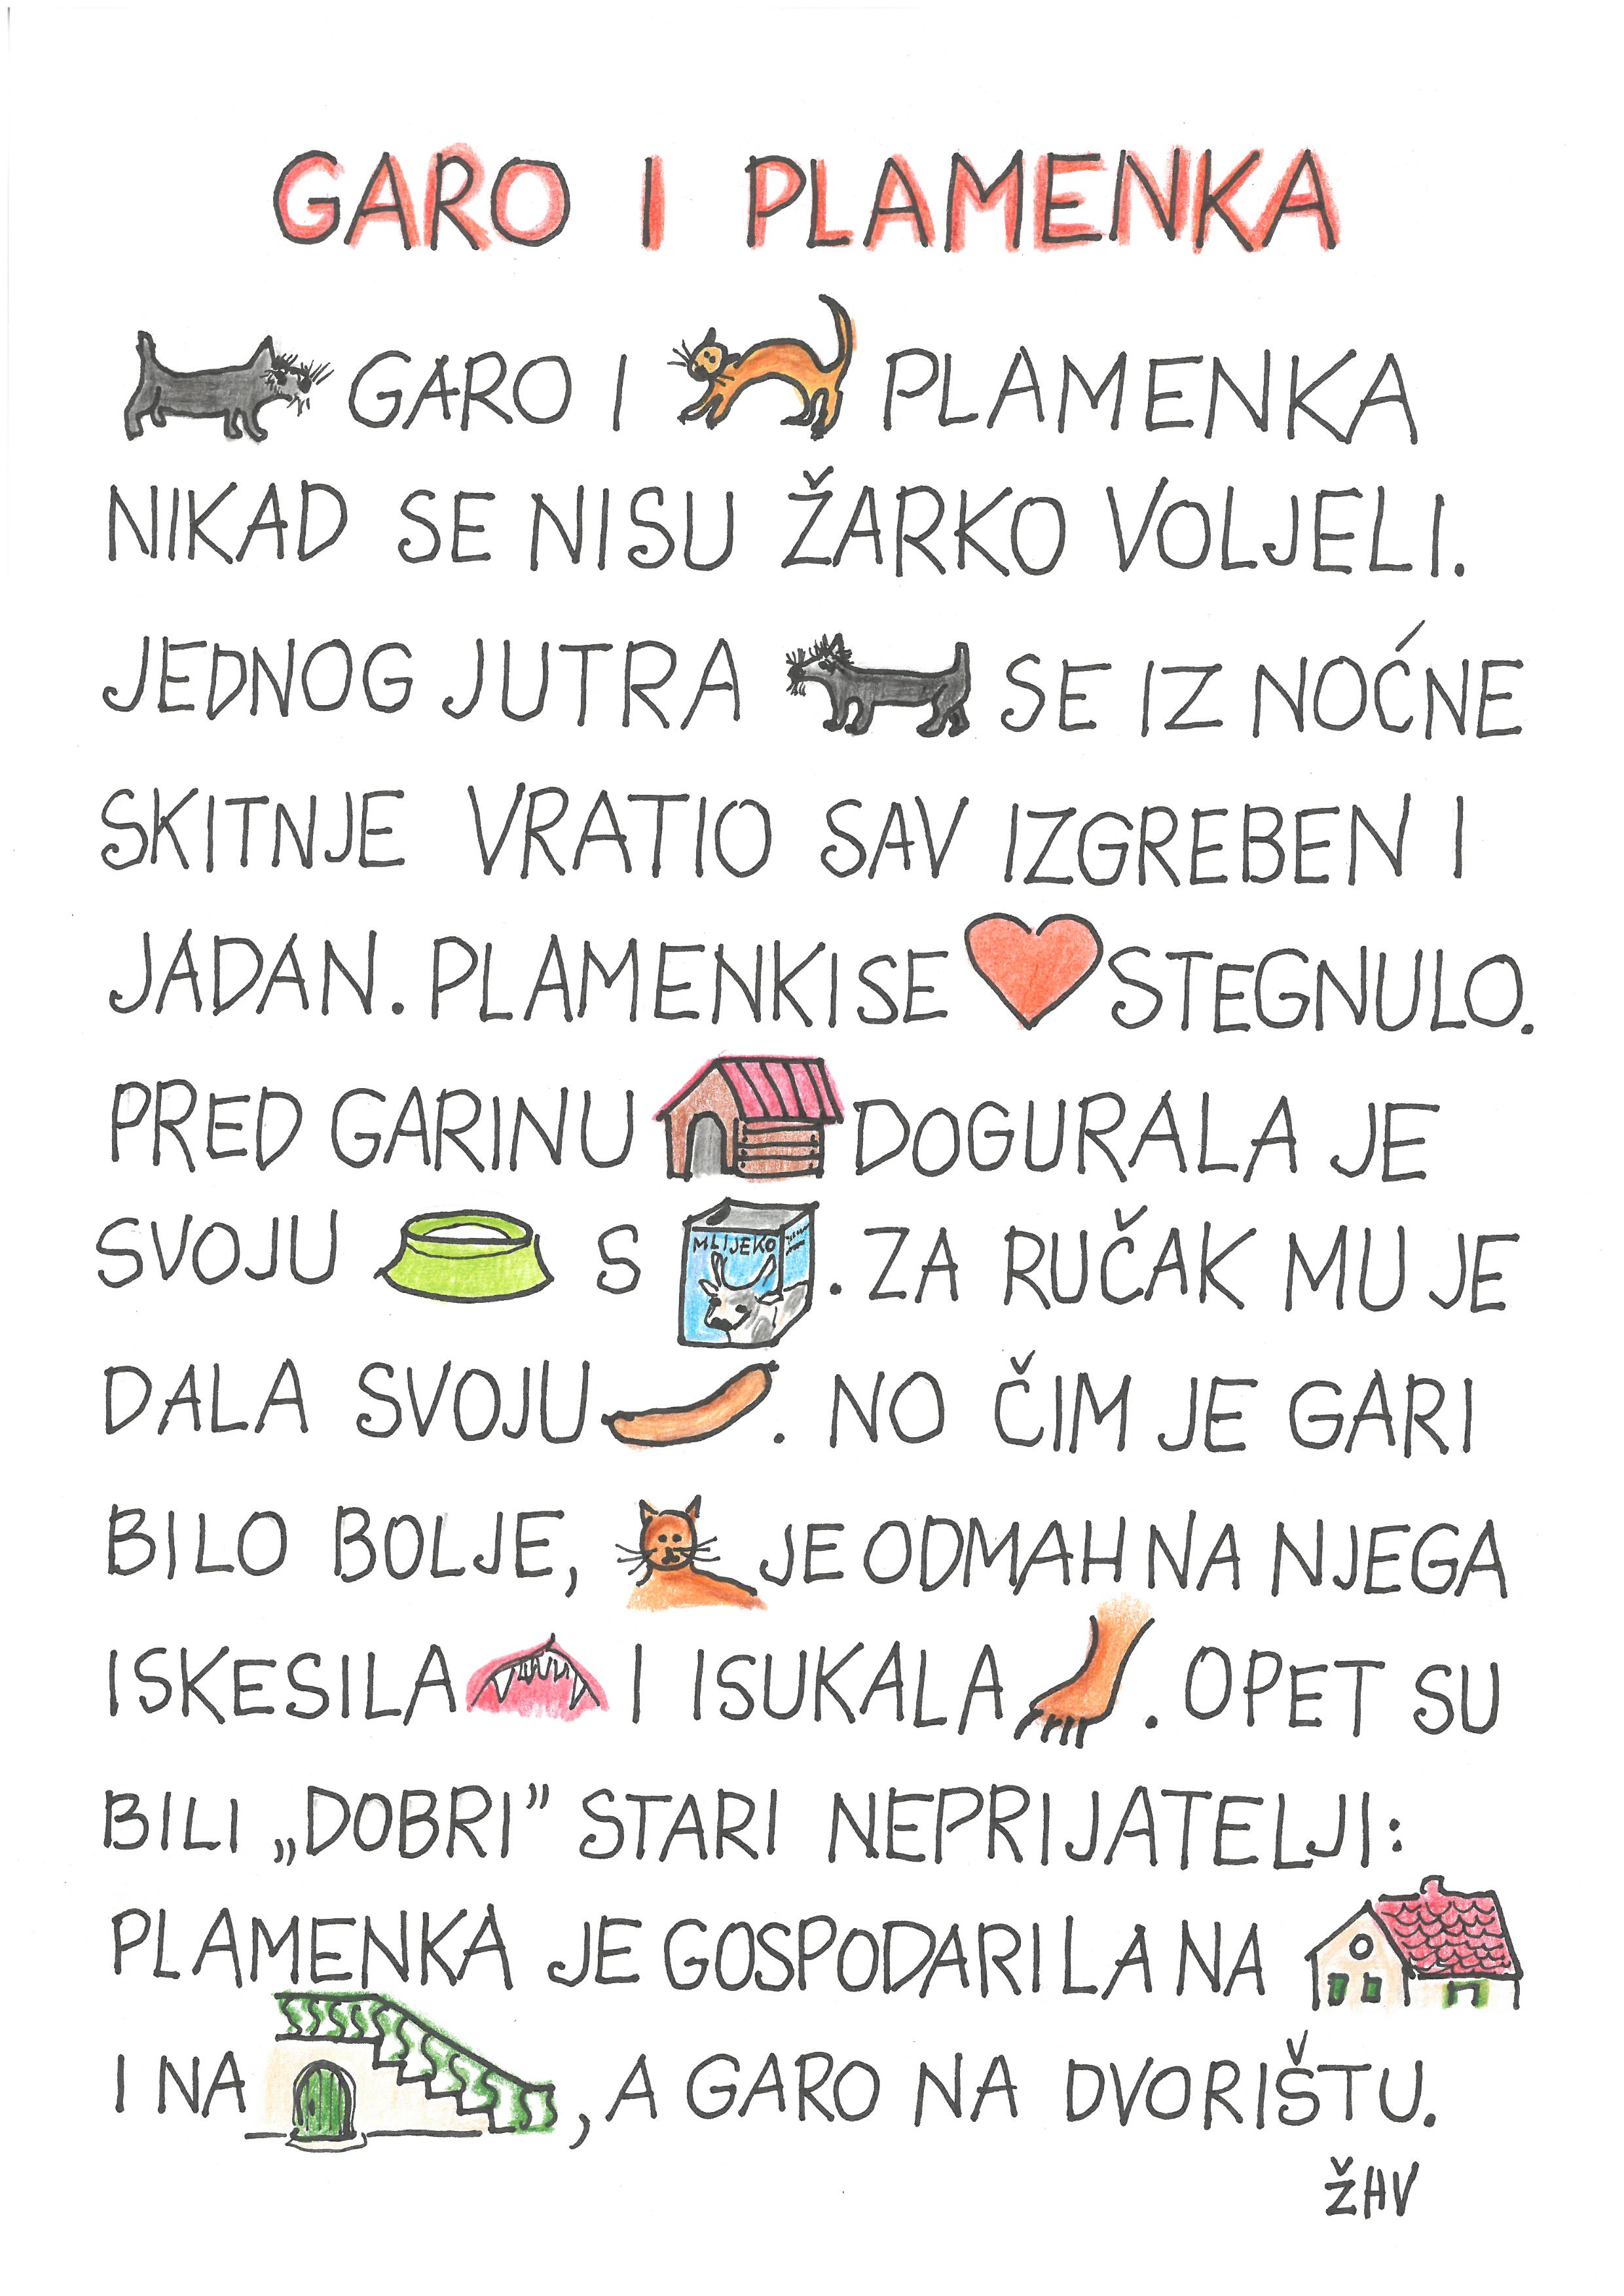 GARO I PLAMENKA
GARO I PLAMENKA
NIKAD SE NISU ŽARKO VOLJELI.
JEDNOG JUTRA SE IZ NOĆNE
SKITNJE VRATIO SAV IZGREBEN I
JADAN. PLAMENKI SE STEGNULO.
PRED GARINU DOGURALA JE
SVOJU S MLIJEKO . ZA RUČAK MU JE
DALA SVOJU . NO ČIM JE GARI
BILO BOLJE, JE ODMAH NA NJEGA
ISKESILA I ISUKALA . OPET SU
BILI „DOBRI” STARI NEPRIJATELJI:
PLAMENKA JE GOSPODARILA NA
I NA , A GARO NA DVORIŠTU.
ŽAV